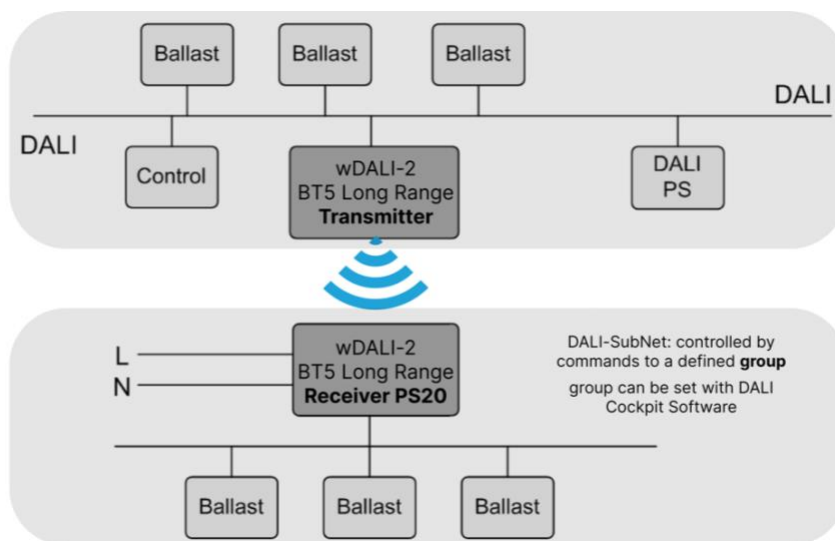 Ballast
Ballast
Ballast
DALI
DALI
Control
wDALI-2
BT5 Long Range
Transmitter
DALI
PS
L
N
wDALI-2
BT5 Long Range
Receiver PS20
DALI-SubNet: controlled by
commands to a defined group
group can be set with DALI
Cockpit Software
Ballast
Ballast
Ballast